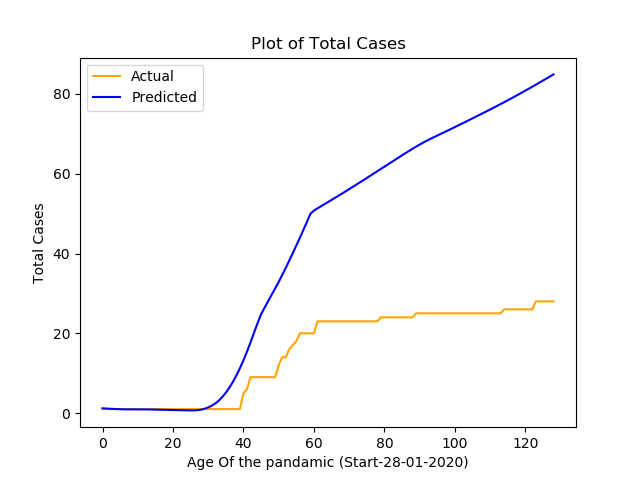 Plot of Total Cases
Actual
Predicted
80
60
40
20
0
Total Cases
0 20 40 60 80 100 120
Age Of the pandamic (Start-28-01-2020)